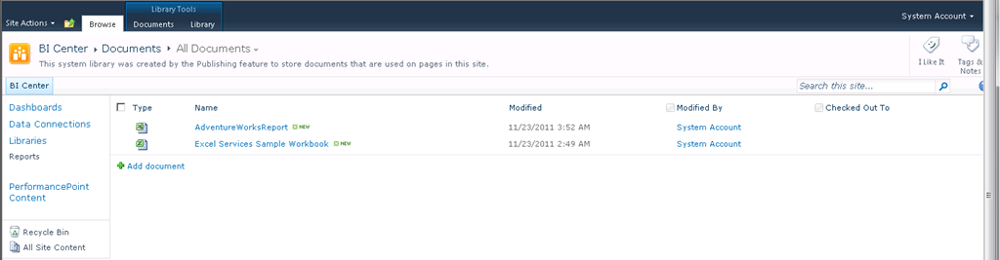 Library Tools
Site Actions Browse Documents Library System Account
BI Center Documents All Documents
This system library was created by the Publishing feature to store documents that are used on pages in this site.
I Like It Tags & Notes
BI Center Search this site...
Dashboards
Data Connections
Libraries
Reports
PerformancePoint
Content
Recycle Bin
All Site Content
Type Name Modified Modified By Checked Out To
AdventureWorksReport NEW 11/23/2011 3:52 AM System Account
Excel Services Sample Workbook NEW 11/23/2011 2:49 AM System Account
Add document